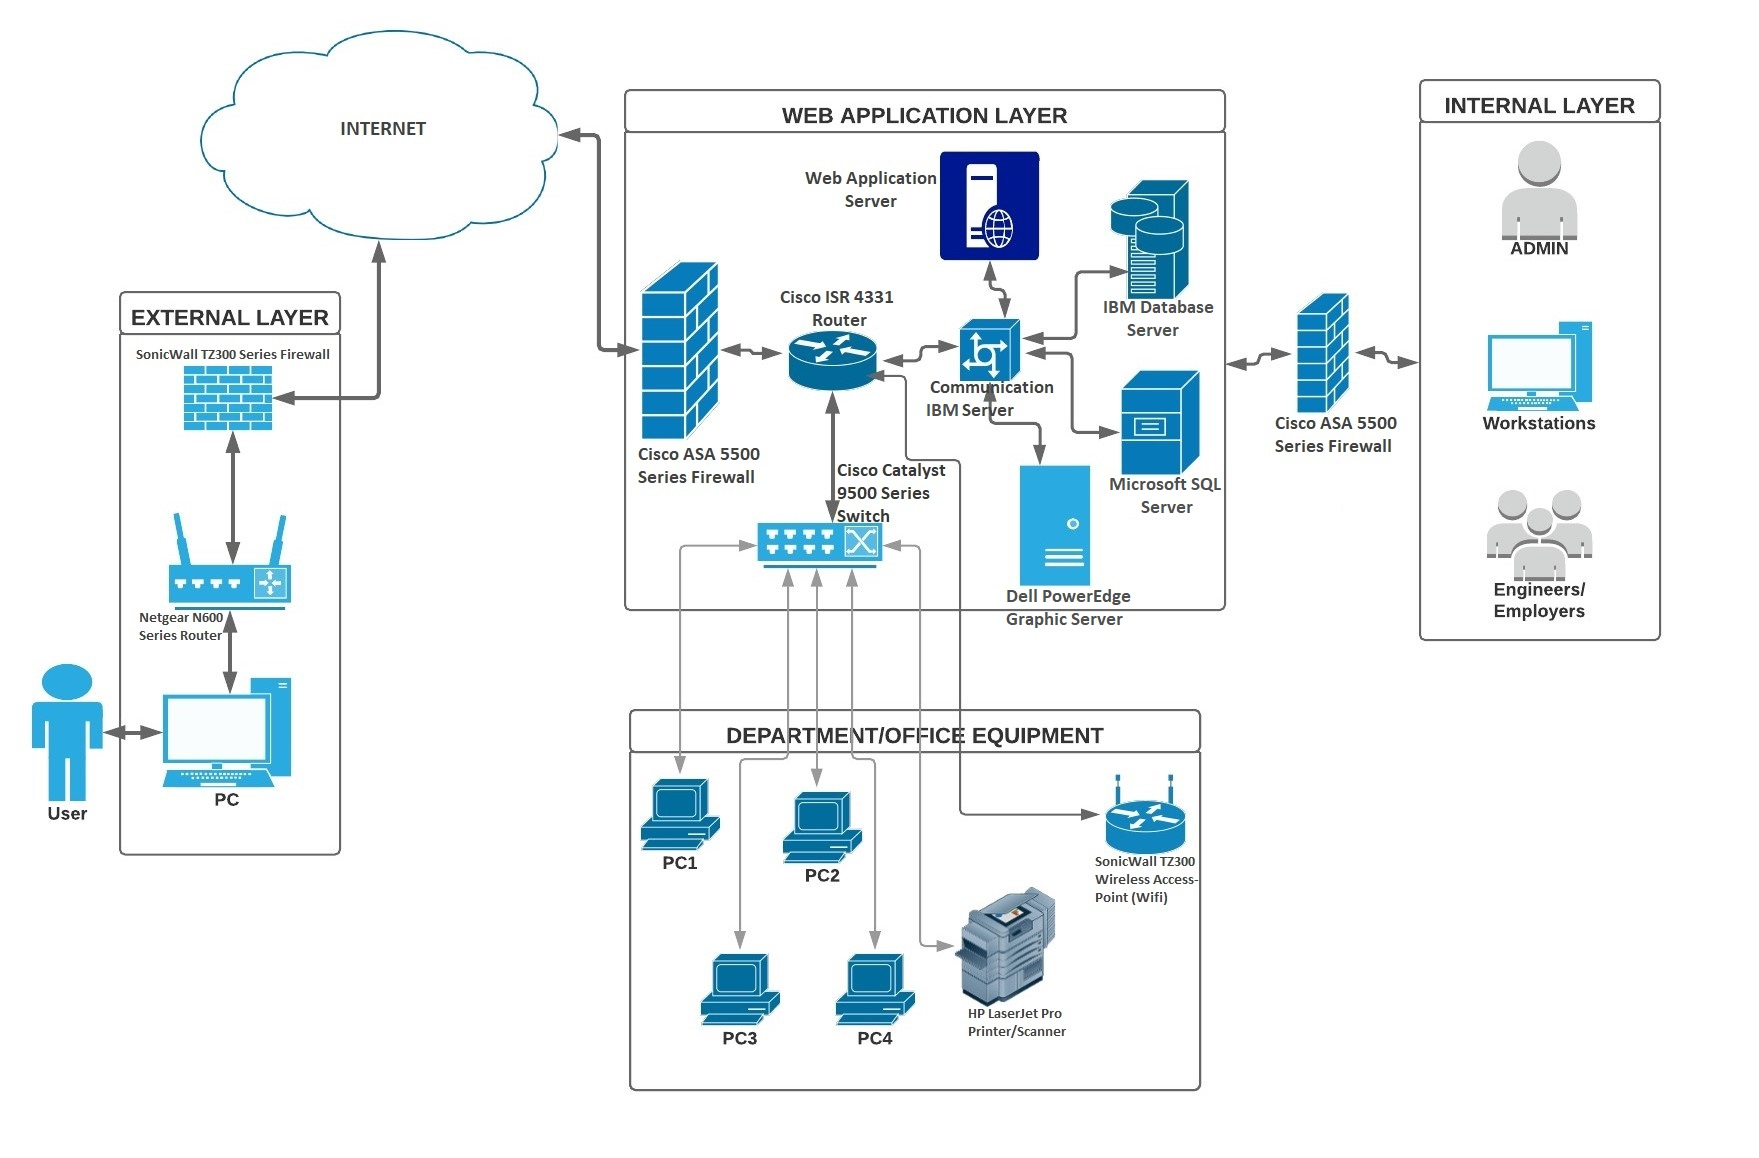 INTERNET
EXTERNAL LAYER
SonicWall TZ300 Series Firewall
Netgear N600
Series Router
User
PC
WEB APPLICATION LAYER
Web Application
Server
Cisco ISR 4331
Router
IBM Database
Server
Communication
IBM Server
Cisco ASA 5500
Series Firewall
Cisco Catalyst
9500 Series
Switch
Microsoft SQL
Server
Dell PowerEdge
Graphic Server
Cisco ASA 5500
Series Firewall
INTERNAL LAYER
ADMIN
Workstations
Engineers/
Employers
DEPARTMENT/OFFICE EQUIPMENT
PC1
PC2
SonicWall TZ300
Wireless Access-
Point (Wifi)
PC3
PC4
HP LaserJet Pro
Printer/Scanner